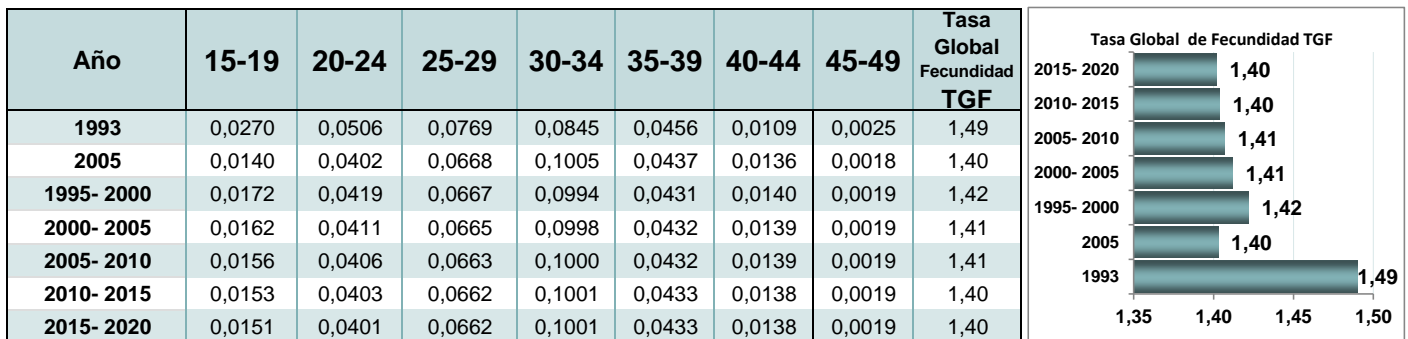 Año 15-19 20-24 25-29 30-34 35-39 40-44 45-49 Tasa Global Fecundidad TGF
1993 0,0270 0,0506 0,0769 0,0845 0,0456 0,0109 0,0025 1,49
2005 0,0140 0,0402 0,0668 0,1005 0,0437 0,0136 0,0018 1,40
1995- 2000 0,0172 0,0419 0,0667 0,0994 0,0431 0,0140 0,0019 1,42
2000- 2005 0,0162 0,0411 0,0665 0,0998 0,0432 0,0139 0,0019 1,41
2005- 2010 0,0156 0,0406 0,0663 0,1000 0,0432 0,0139 0,0019 1,41
2010- 2015 0,0153 0,0403 0,0662 0,1001 0,0433 0,0138 0,0019 1,40
2015- 2020 0,0151 0,0401 0,0662 0,1001 0,0433 0,0138 0,0019 1,40
Tasa Global de Fecundidad TGF
2015- 2020 1,40
2010- 2015 1,40
2005- 2010 1,41
2000- 2005 1,41
1995- 2000 1,42
2005 1,40
1993 1,49
1,35 1,40 1,45 1,50